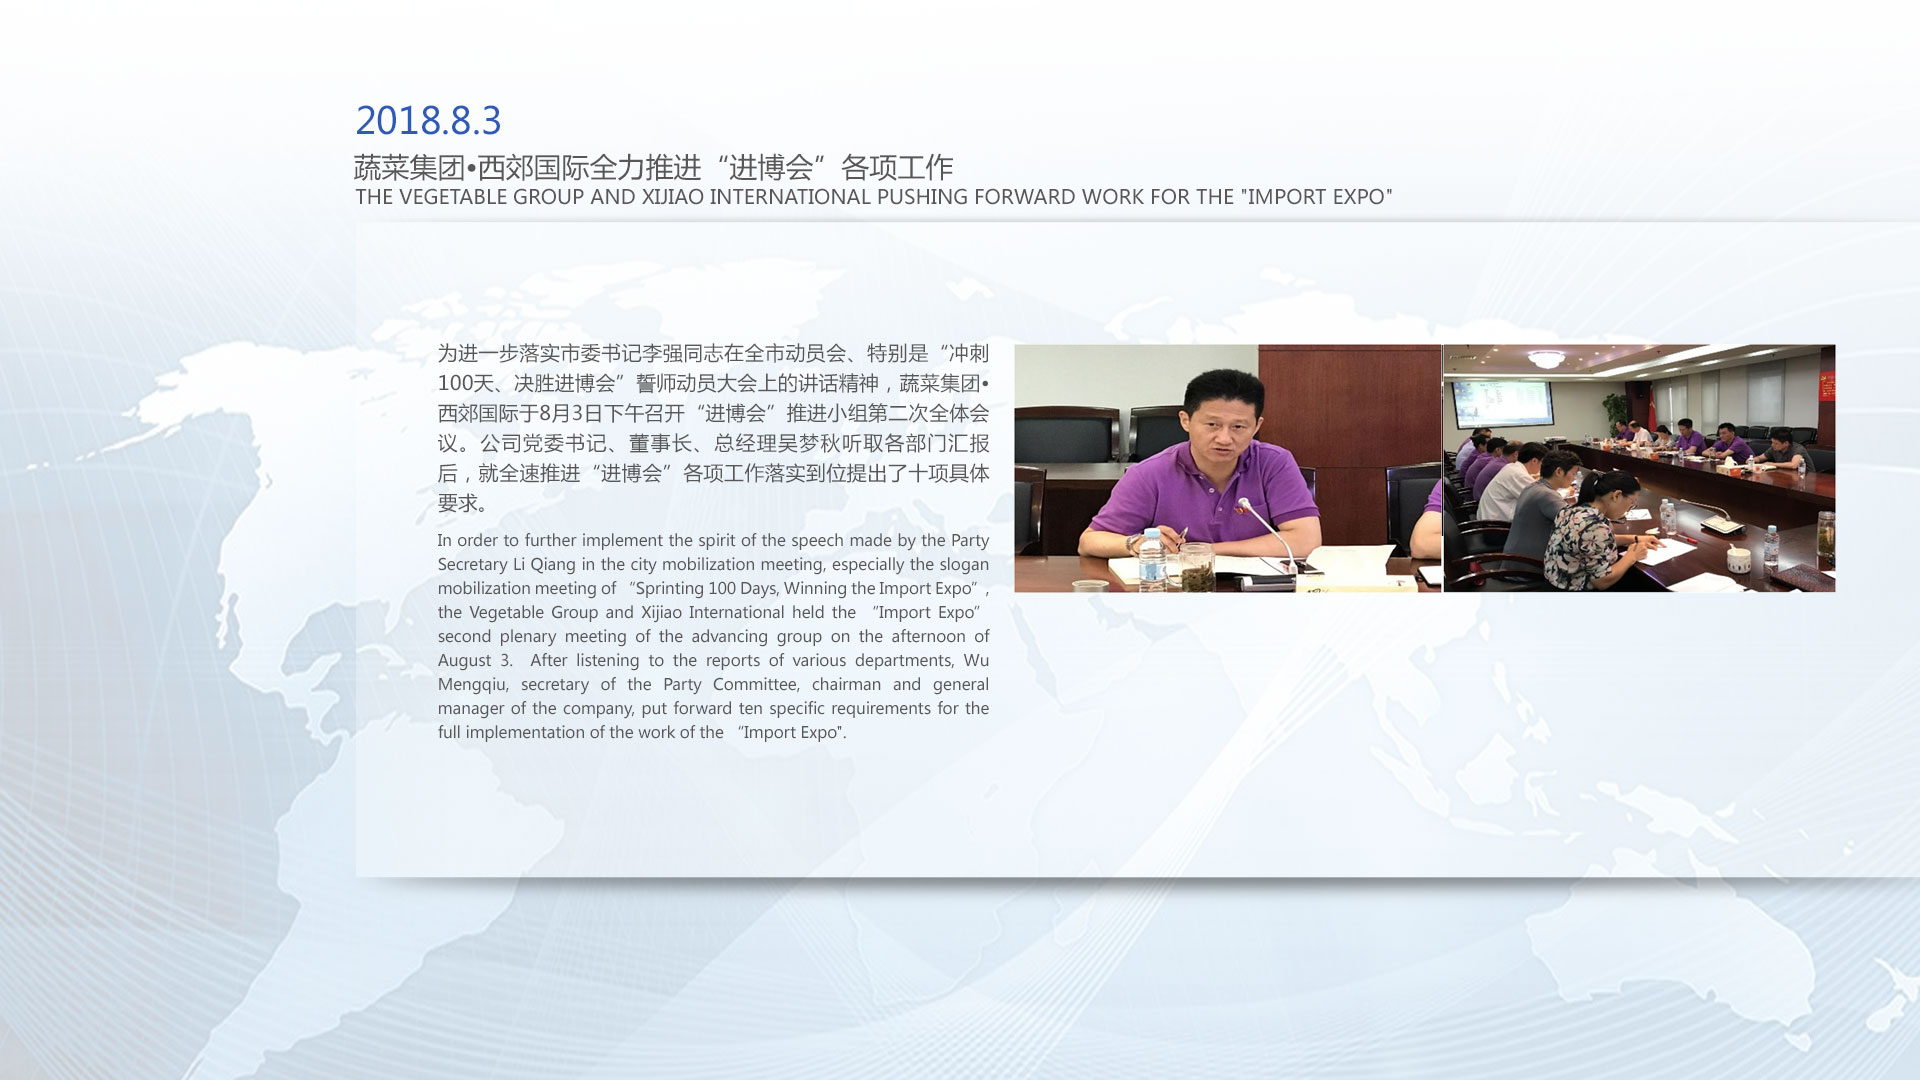 2018.8.3
蔬菜集团•西郊国际全力推进“进博会”各项工作
THE VEGETABLE GROUP AND XIJIAO INTERNATIONAL PUSHING FORWARD WORK FOR THE "IMPORT EXPO"
为进一步落实市委书记李强同志在全市动员会、特别是“冲刺
100天、决胜进博会”誓师动员大会上的讲话精神，蔬菜集团•
西郊国际于8月3日下午召开“进博会”推进小组第二次全体会
议。公司党委书记、董事长、总经理吴梦秋听取各部门汇报
后，就全速推进“进博会”各项工作落实到位提出了十项具体
要求。
In order to further implement the spirit of the speech made by the Party
Secretary Li Qiang in the city mobilization meeting, especially the slogan
mobilization meeting of “Sprinting 100 Days, Winning the Import Expo”,
the Vegetable Group and Xijiao International held the “Import Expo”
second plenary meeting of the advancing group on the afternoon of
August 3. After listening to the reports of various departments, Wu
Mengqiu, secretary of the Party Committee, chairman and general
manager of the company, put forward ten specific requirements for the
full implementation of the work of the “Import Expo".